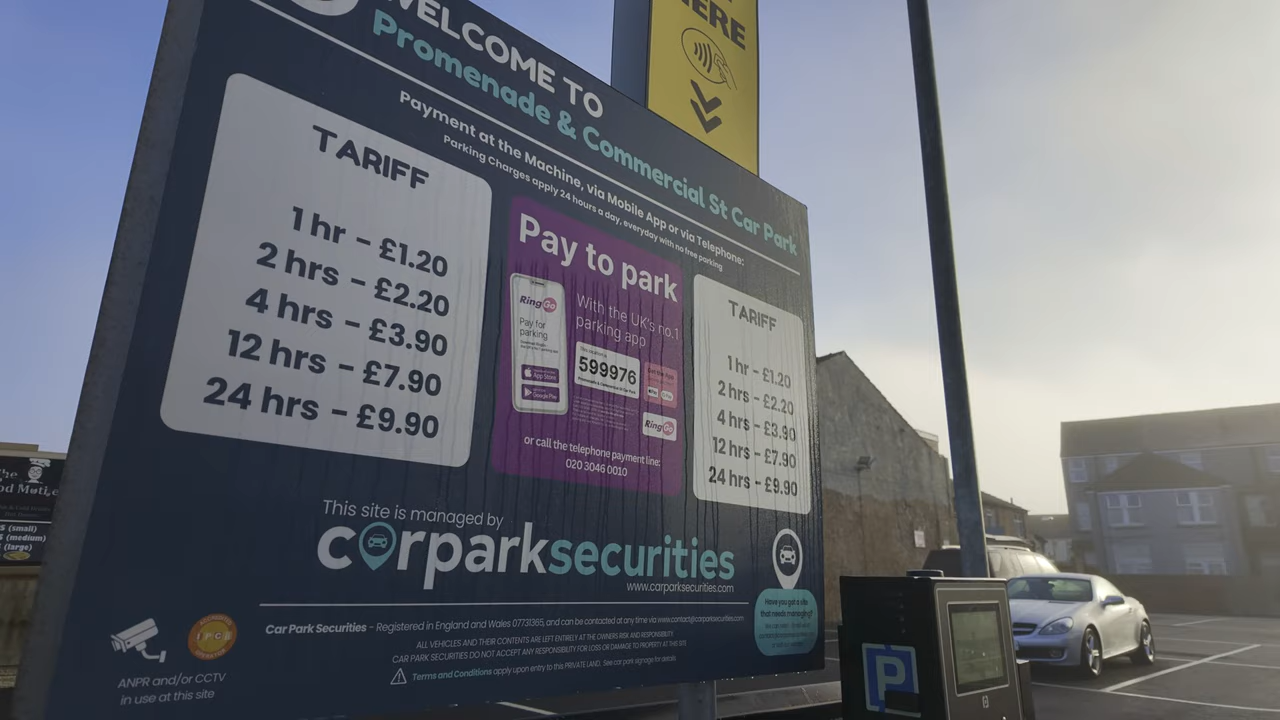 HERE
WELCOME TO
Promenade & Commercial St Car Park
Payment at the Machine, via Mobile App or via Telephone:
Parking Charges apply 24 hours a day, everyday with no free parking
TARIFF
1 hr - £1.20
2 hrs - £2.20
4 hrs - £3.90
12 hrs - £7.90
24 hrs - £9.90
Pay to park
With the UK's no.1
parking app
RingGo
Pay for
parking
App Store
Google Play
599976
RingGo
or call the telephone payment line:
020 3046 0010
TARIFF
1 hr - £1.20
2 hrs - £2.20
4 hrs - £3.90
12 hrs - £7.90
24 hrs - £9.90
This site is managed by
carparksecurities
www.carparksecurities.com
Have you got a site
that needs managing?
Car Park Securities - Registered in England and Wales 07731365, and can be contacted at any time via www.contact@carparksecurities.com
ALL VEHICLES AND THEIR CONTENTS ARE LEFT ENTIRELY AT THE OWNERS RISK AND RESPONSIBILITY
CAR PARK SECURITIES DO NOT ACCEPT ANY RESPONSIBILITY FOR LOSS OR DAMAGE TO PROPERTY AT THIS SITE
Terms and Conditions apply upon entry to this PRIVATE LAND. See car park signage for details
IPC
ANPR and/or CCTV
in use at this site
P
The
(small)
(medium)
(large)